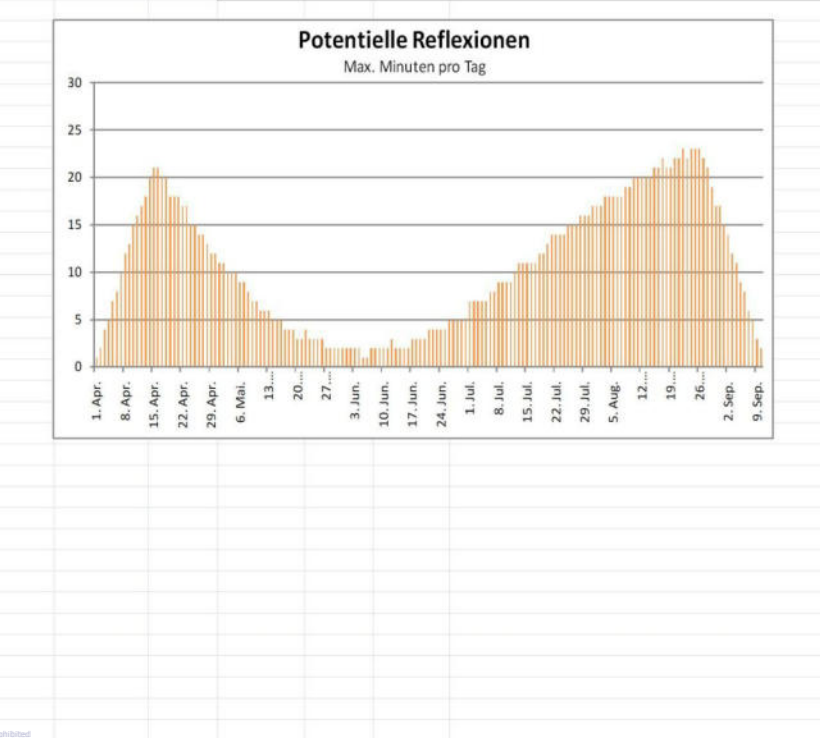 Potentielle Reflexionen
Max. Minuten pro Tag
30
25
20
15
10
5
0
1. Apr.
8. Apr.
15. Apr.
22. Apr.
29. Apr.
6. Mai.
13....
20....
27....
3. Jun.
10. Jun.
17. Jun.
24. Jun.
1. Jul.
8. Jul.
15. Jul.
22. Jul.
29. Jul.
5. Aug.
12....
19....
26....
2. Sep.
9. Sep.
ohibited